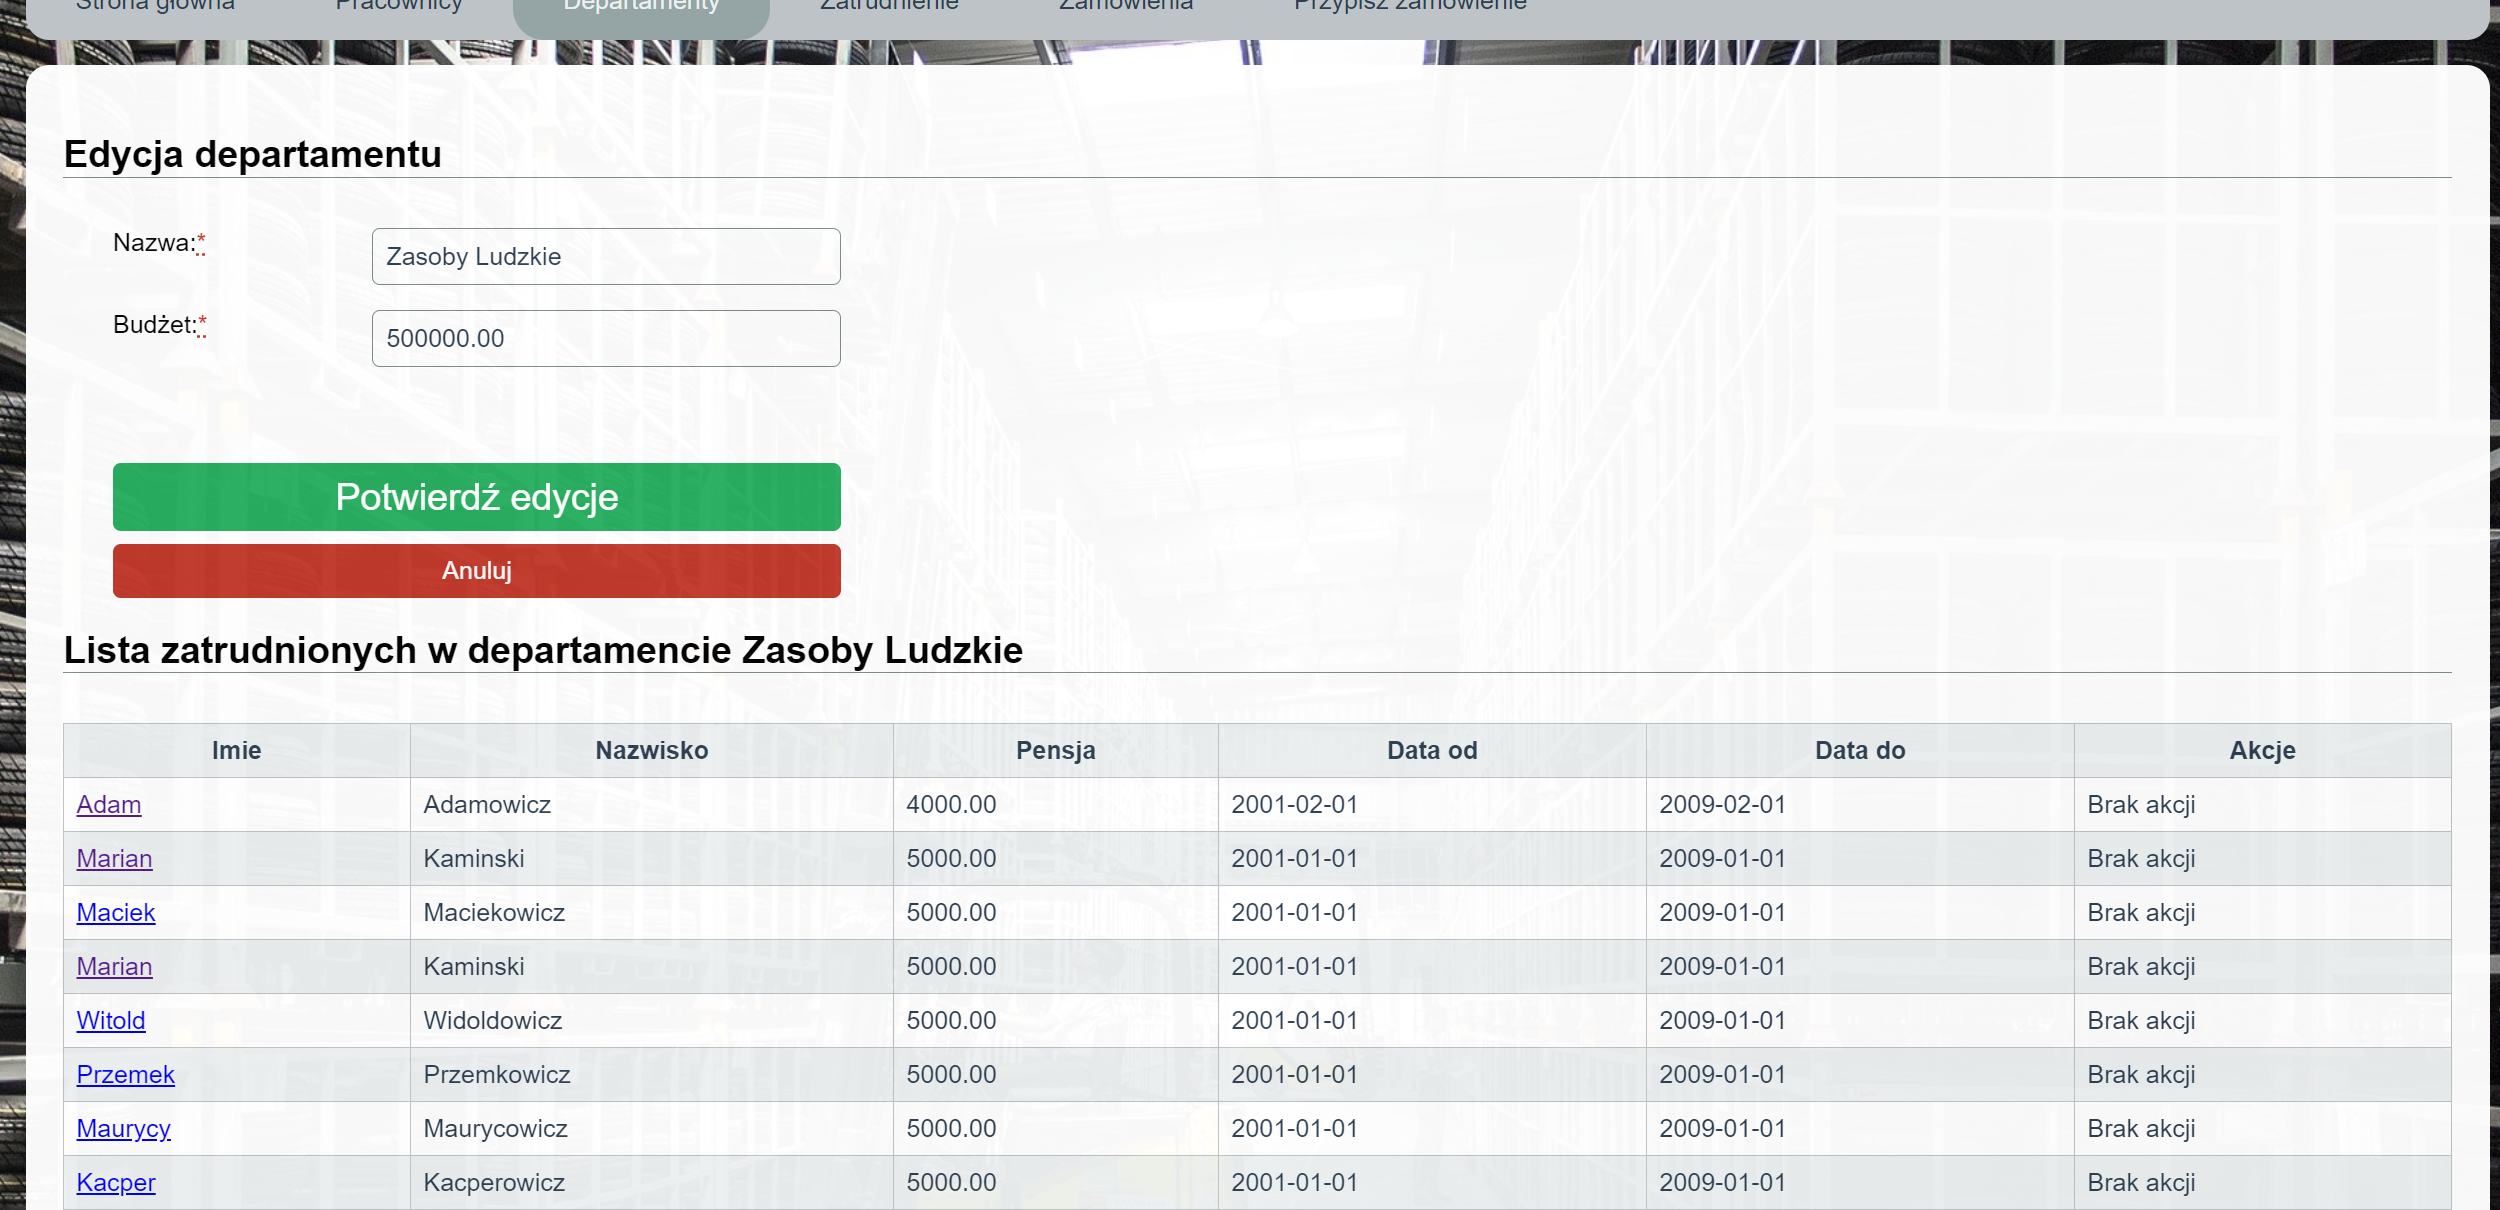 Strona główna Pracownicy Departamenty Zatrudnienie Zamówienia Przypisz zamówienie
Edycja departamentu
Nazwa:* Zasoby Ludzkie
Budżet:* 500000.00
Potwierdź edycje
Anuluj
Lista zatrudnionych w departamencie Zasoby Ludzkie
Imie Nazwisko Pensja Data od Data do Akcje
Adam Adamowicz 4000.00 2001-02-01 2009-02-01 Brak akcji
Marian Kaminski 5000.00 2001-01-01 2009-01-01 Brak akcji
Maciek Maciekowicz 5000.00 2001-01-01 2009-01-01 Brak akcji
Marian Kaminski 5000.00 2001-01-01 2009-01-01 Brak akcji
Witold Widoldowicz 5000.00 2001-01-01 2009-01-01 Brak akcji
Przemek Przemkowicz 5000.00 2001-01-01 2009-01-01 Brak akcji
Maurycy Maurycowicz 5000.00 2001-01-01 2009-01-01 Brak akcji
Kacper Kacperowicz 5000.00 2001-01-01 2009-01-01 Brak akcji